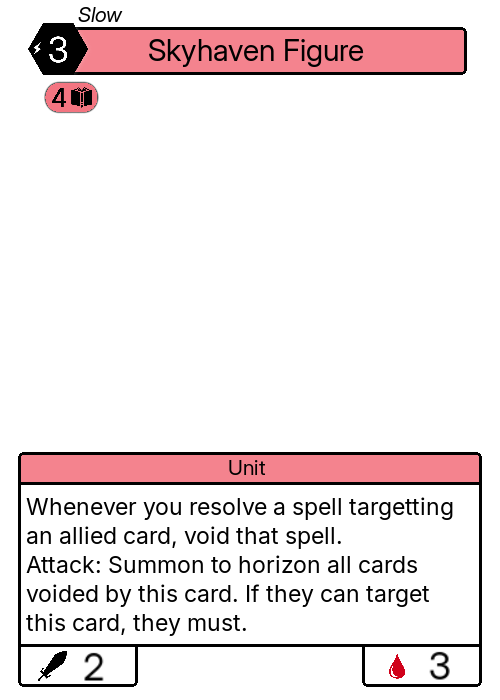 Slow
3
Skyhaven Figure
4
Unit
Whenever you resolve a spell targetting
an allied card, void that spell.
Attack: Summon to horizon all cards
voided by this card. If they can target
this card, they must.
2
3